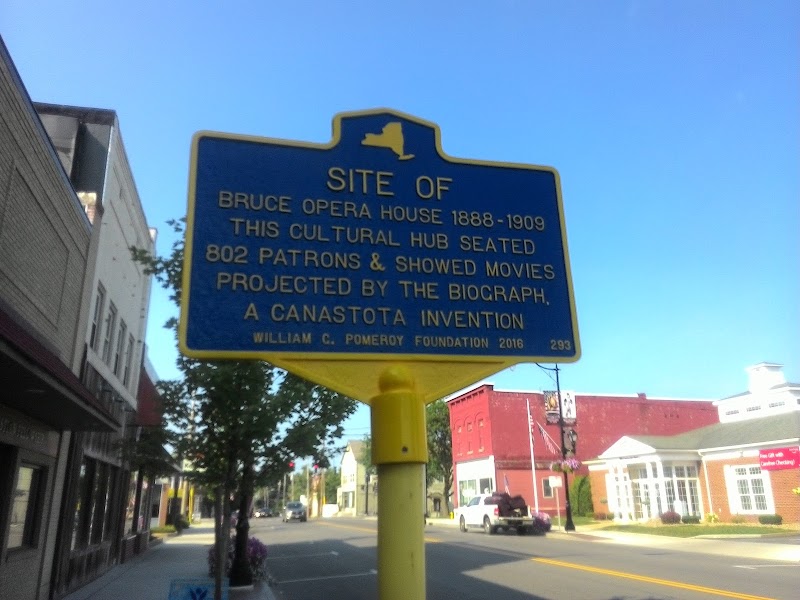 SITE OF
BRUCE OPERA HOUSE 1888-1909
THIS CULTURAL HUB SEATED
802 PATRONS & SHOWED MOVIES
PROJECTED BY THE BIOGRAPH,
A CANASTOTA INVENTION
WILLIAM C. POMEROY FOUNDATION 2016 293